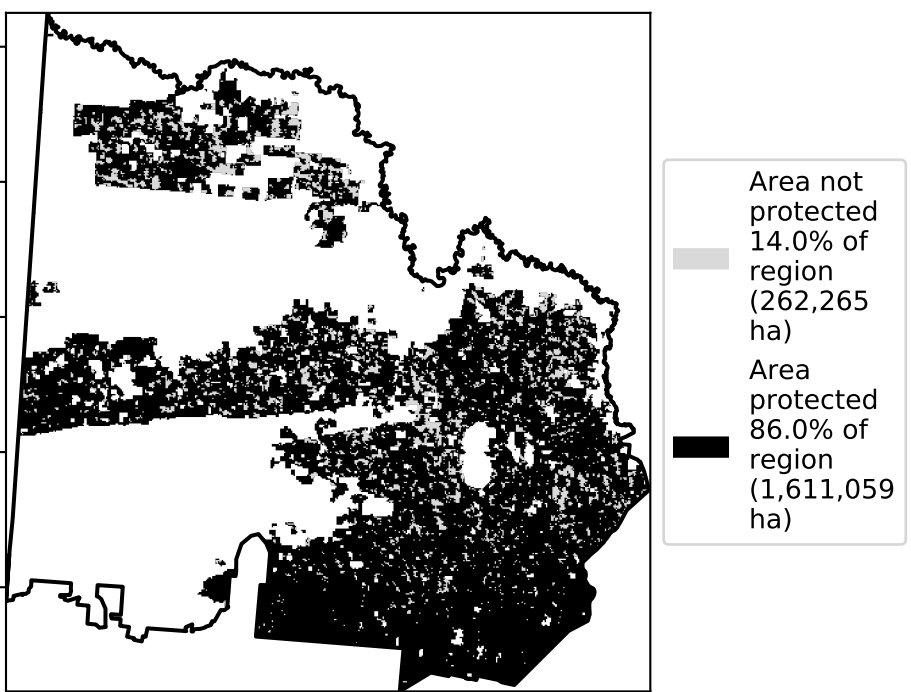 Area not
protected
14.0% of
region
(262,265
ha)
Area
protected
86.0% of
region
(1,611,059
ha)